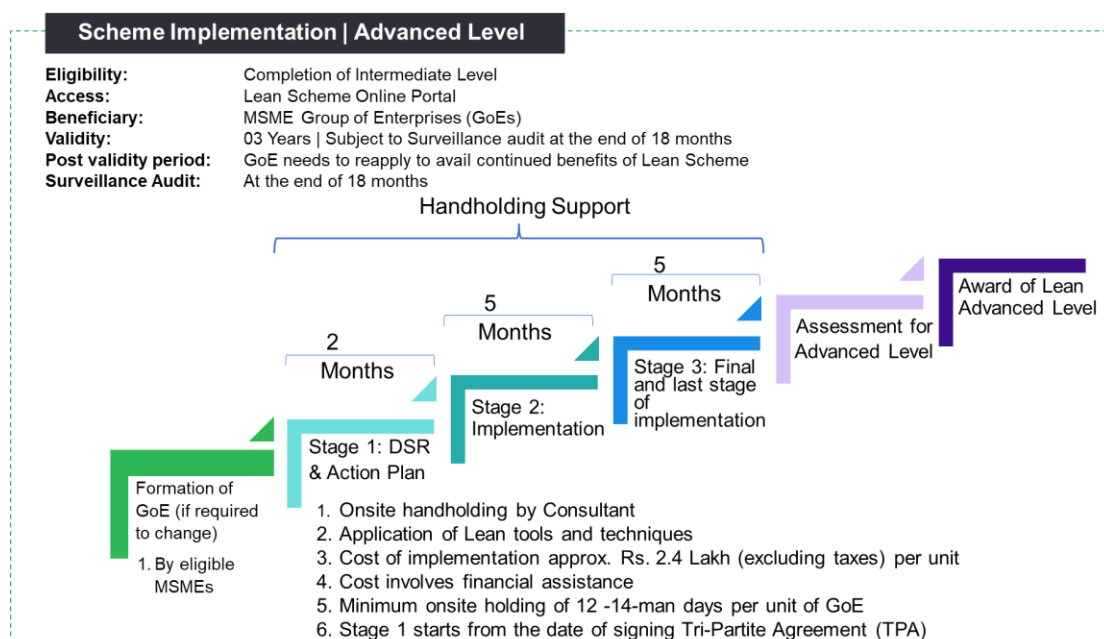 Scheme Implementation | Advanced Level
Eligibility: Completion of Intermediate Level
Access: Lean Scheme Online Portal
Beneficiary: MSME Group of Enterprises (GoEs)
Validity: 03 Years | Subject to Surveillance audit at the end of 18 months
Post validity period: GoE needs to reapply to avail continued benefits of Lean Scheme
Surveillance Audit: At the end of 18 months
Handholding Support
Formation of
GoE (if required
to change)
1. By eligible
MSMEs
2
Months
Stage 1: DSR
& Action Plan
5
Months
Stage 2:
Implementation
5
Months
Stage 3: Final
and last stage
of
implementation
Assessment for
Advanced Level
Award of Lean
Advanced Level
1. Onsite handholding by Consultant
2. Application of Lean tools and techniques
3. Cost of implementation approx. Rs. 2.4 Lakh (excluding taxes) per unit
4. Cost involves financial assistance
5. Minimum onsite holding of 12 -14-man days per unit of GoE
6. Stage 1 starts from the date of signing Tri-Partite Agreement (TPA)